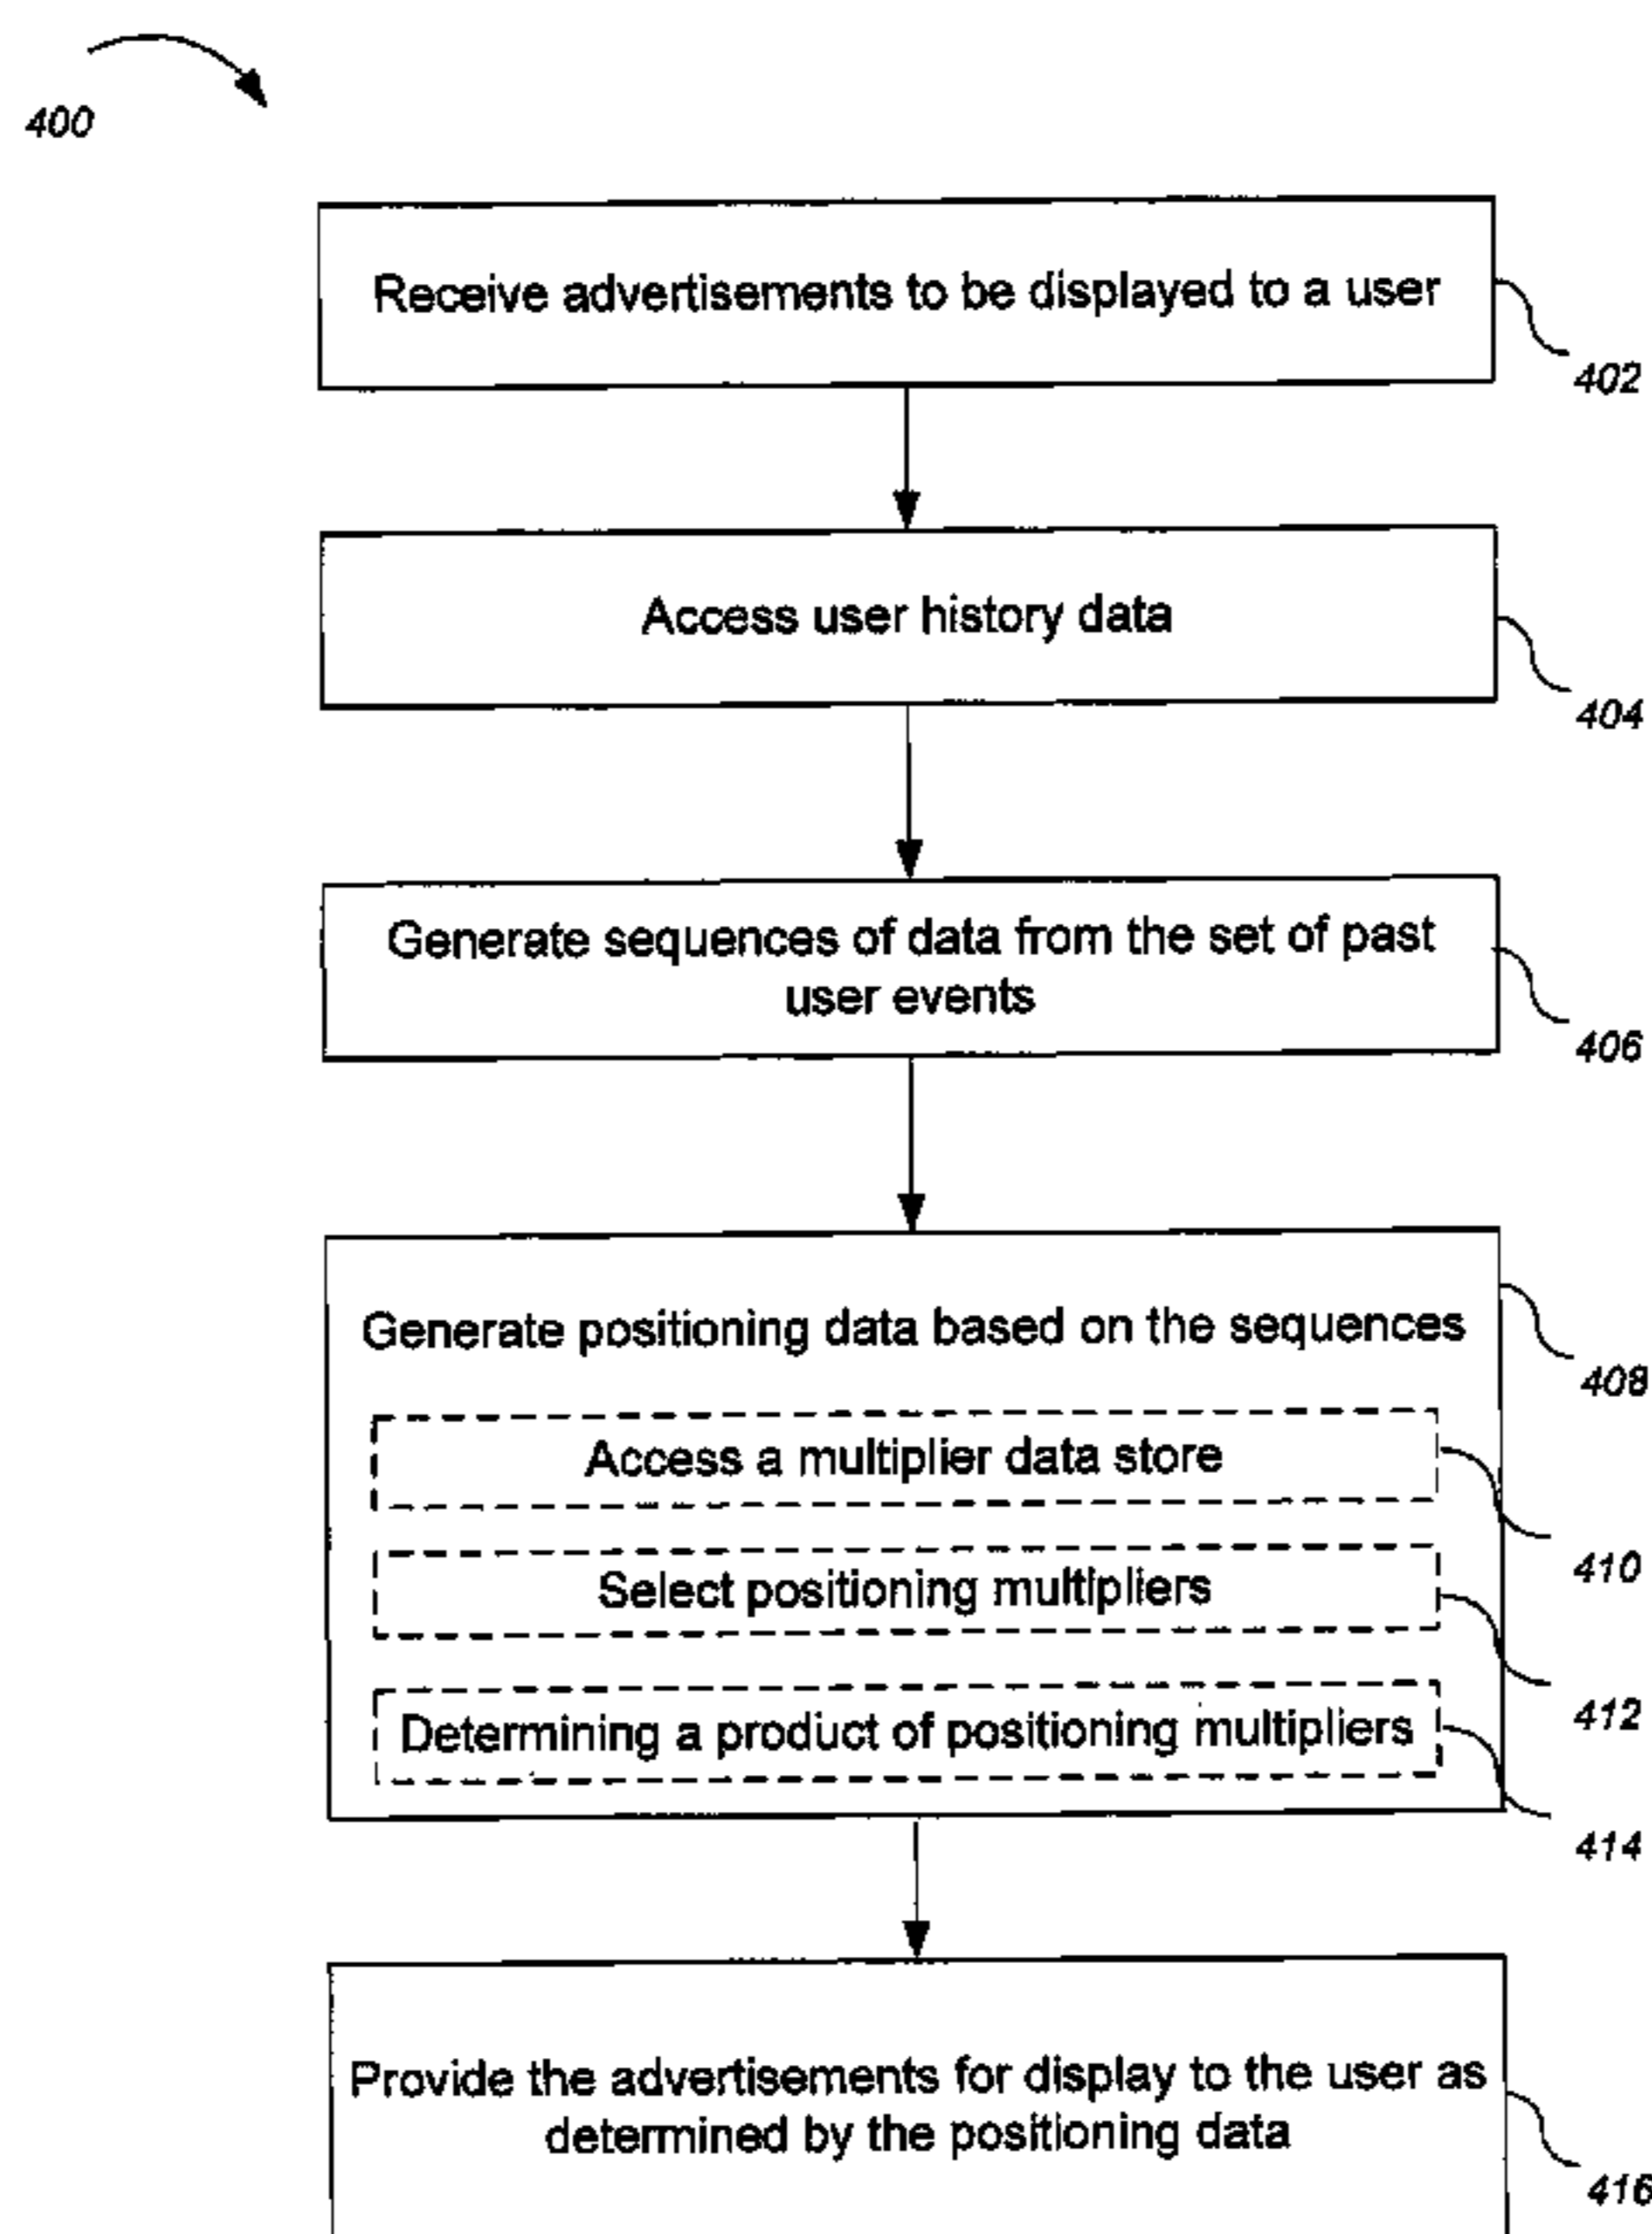 400
Receive advertisements to be displayed to a user
402
Access user history data
404
Generate sequences of data from the set of past
user events
406
Generate positioning data based on the sequences
408
Access a multiplier data store
410
Select positioning multipliers
412
Determining a product of positioning multipliers
414
Provide the advertisements for display to the user as
determined by the positioning data
416